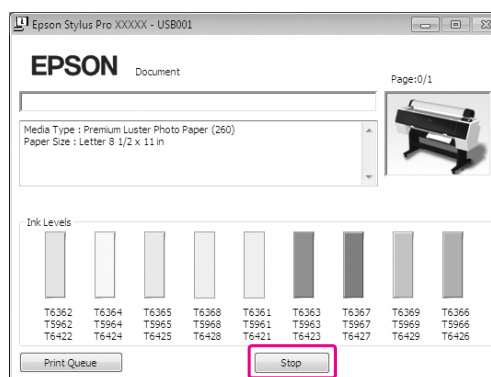 Epson Stylus Pro XXXXX - USB001
EPSON
Document
Page:0/1
Media Type : Premium Luster Photo Paper (260)
Paper Size : Letter 8 1/2 x 11 in
Ink Levels
T6362 T6364 T6365 T6368 T6361 T6363 T6367 T6369 T6366
T5962 T5964 T5965 T5968 T5961 T5963 T5967 T5969 T5966
T6422 T6424 T6425 T6428 T6421 T6423 T6427 T6429 T6426
Print Queue
Stop